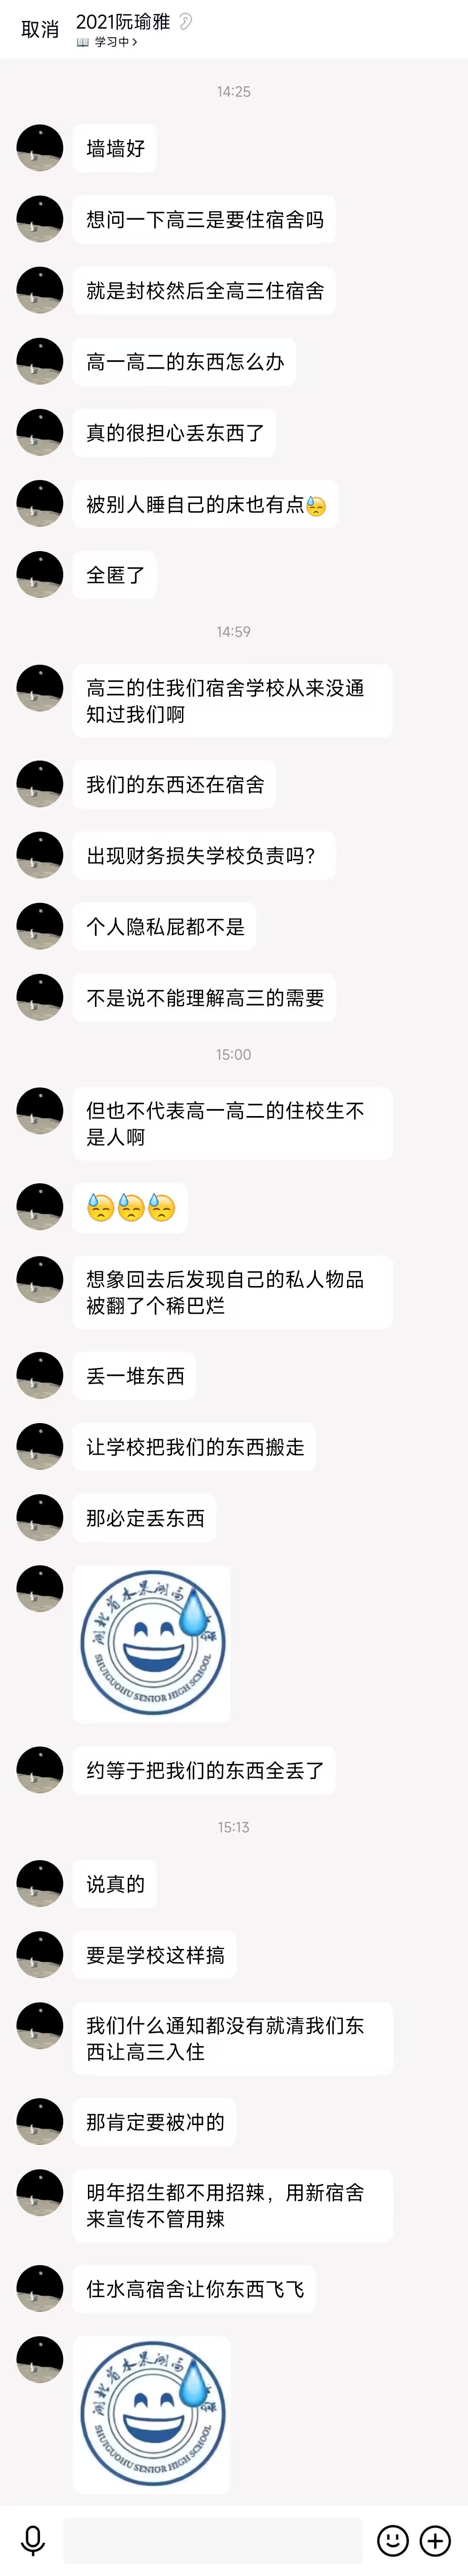 取消
2021阮瑜雅
学习中
14:25
墙墙好
想问一下高三是要住宿舍吗
就是封校然后全高三住宿舍
高一高二的东西怎么办
真的很担心丢东西了
被别人睡自己的床也有点😓
全匿了
14:59
高三的住我们宿舍学校从来没通
知过我们啊
我们的东西还在宿舍
出现财务损失学校负责吗？
个人隐私屁都不是
不是说不能理解高三的需要
15:00
但也不代表高一高二的住校生不
是人啊
😓😓😓
想象回去后发现自己的私人物品
被翻了个稀巴烂
丢一堆东西
让学校把我们的东西搬走
那必定丢东西
湖北省水果湖高
SHUIGUOHU SENIOR HIGH SCHOOL
约等于把我们的东西全丢了
15:13
说真的
要是学校这样搞
我们什么通知都没有就清我们东
西让高三入住
那肯定要被冲的
明年招生都不用招辣，用新宿舍
来宣传不管用辣
住水高宿舍让你东西飞飞
湖北省水果湖高
SHUIGUOHU SENIOR HIGH SCHOOL